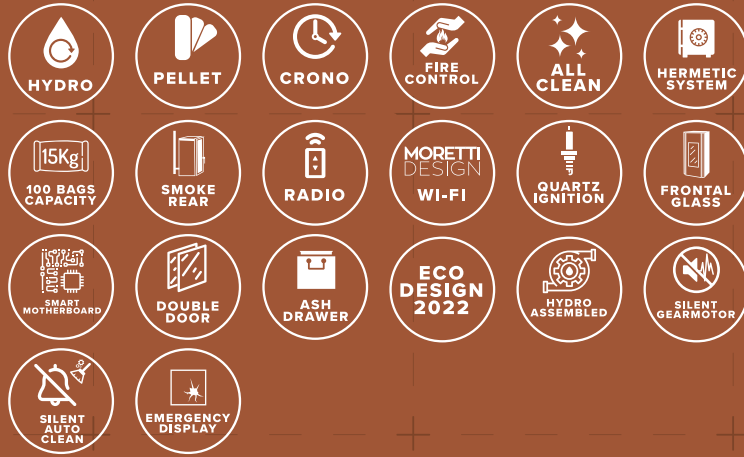 HYDRO
PELLET
CRONO
FIRE
CONTROL
ALL
CLEAN
HERMETIC
SYSTEM
15Kg
100 BAGS
CAPACITY
SMOKE
REAR
RADIO
MORETTI
DESIGN
WI-FI
QUARTZ
IGNITION
FRONTAL
GLASS
SMART
MOTHERBOARD
DOUBLE
DOOR
ASH
DRAWER
ECO
DESIGN
2022
HYDRO
ASSEMBLED
SILENT
GEARMOTOR
SILENT
AUTO
CLEAN
EMERGENCY
DISPLAY